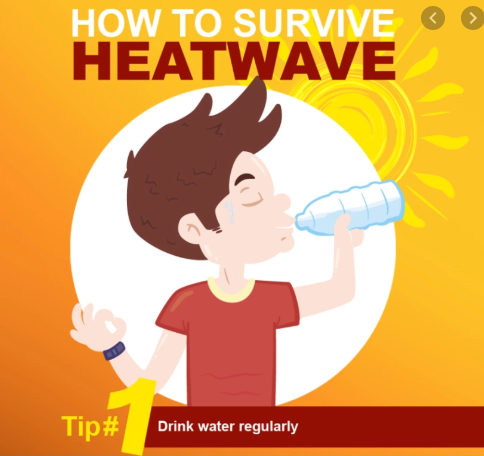 HOW TO SURVIVE
HEATWAVE
Tip#1 Drink water regularly